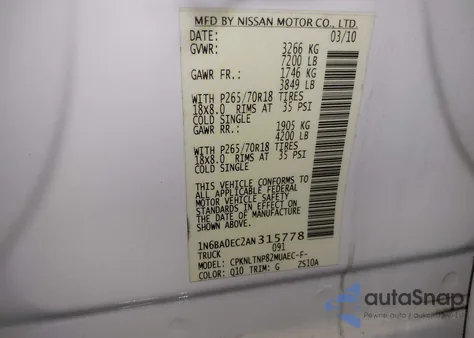 MFD BY NISSAN MOTOR CO., LTD.
DATE: 03/10
GVWR: 3266 KG
7200 LB
GAWR FR.: 1746 KG
3849 LB
WITH P265/70R18 TIRES
18X8.0 RIMS AT 35 PSI
COLD SINGLE
GAWR RR.: 1905 KG
4200 LB
WITH P265/70R18 TIRES
18X8.0 RIMS AT 35 PSI
COLD SINGLE
THIS VEHICLE CONFORMS TO
ALL APPLICABLE FEDERAL
MOTOR VEHICLE SAFETY
STANDARDS IN EFFECT ON
THE DATE OF MANUFACTURE
SHOWN ABOVE
1N6BA0EC2AN315778
TRUCK 091
MODEL: CPKNLTNP82MUAEC-F-
COLOR: Q10 TRIM: G ZS10A
autoSnap
Pewne auta z aukcji